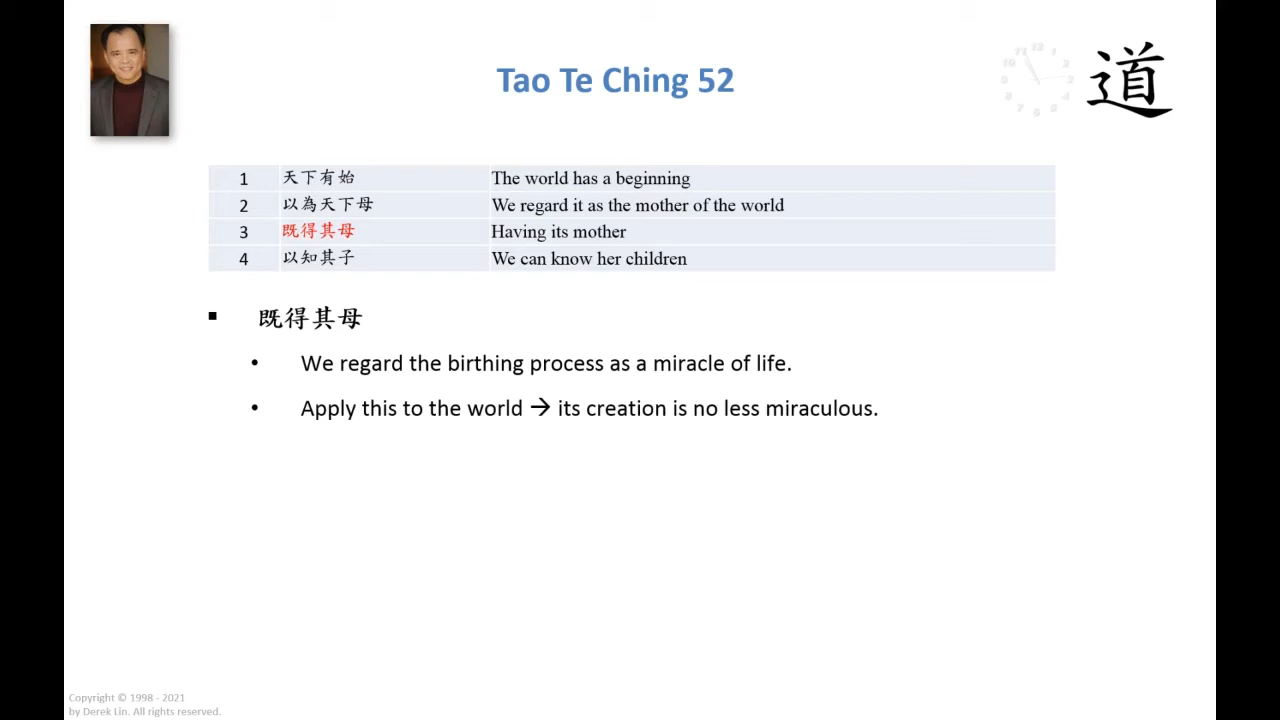 Tao Te Ching 52
道
1 天下有始 The world has a beginning
2 以為天下母 We regard it as the mother of the world
3 既得其母 Having its mother
4 以知其子 We can know her children
▪ 既得其母
• We regard the birthing process as a miracle of life.
• Apply this to the world → its creation is no less miraculous.
Copyright © 1998 - 2021
by Derek Lin. All rights reserved.